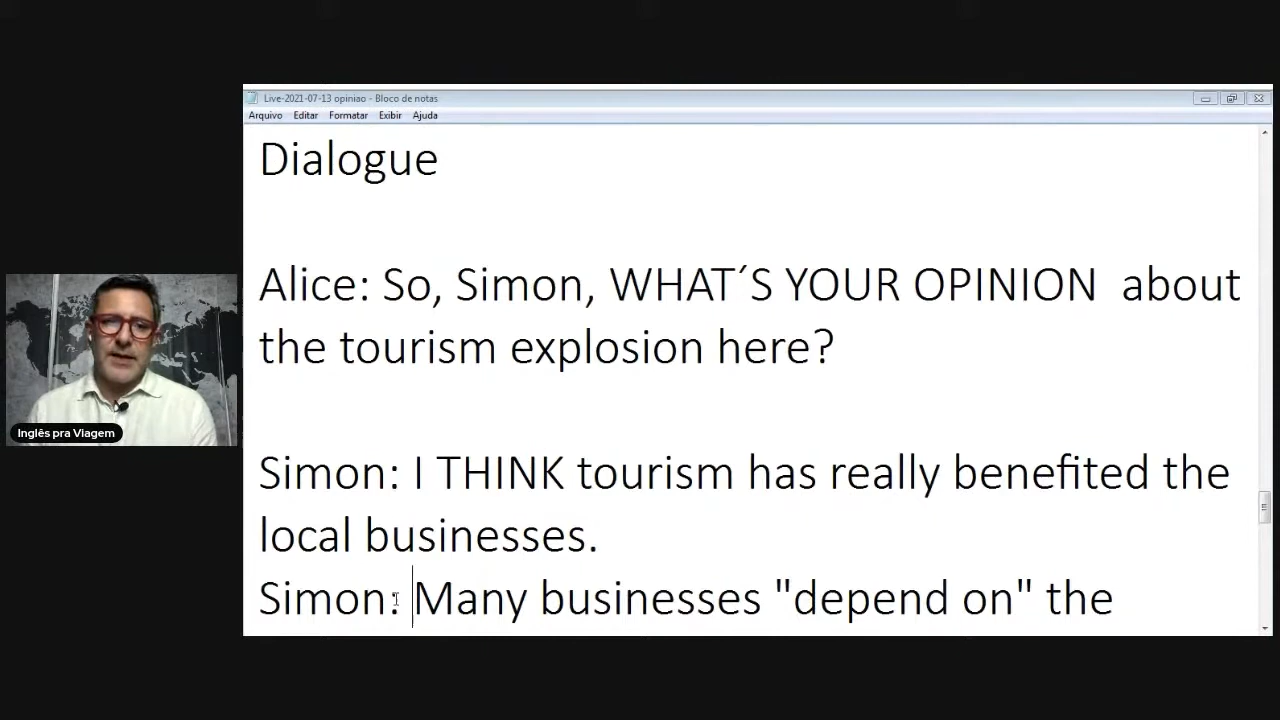 Live-2021-07-13 opiniao - Bloco de notas
Arquivo Editar Formatar Exibir Ajuda
Dialogue
Alice: So, Simon, WHAT´S YOUR OPINION  about
the tourism explosion here?
Simon: I THINK tourism has really benefited the
local businesses.
Simon: Many businesses "depend on" the
Inglês pra Viagem